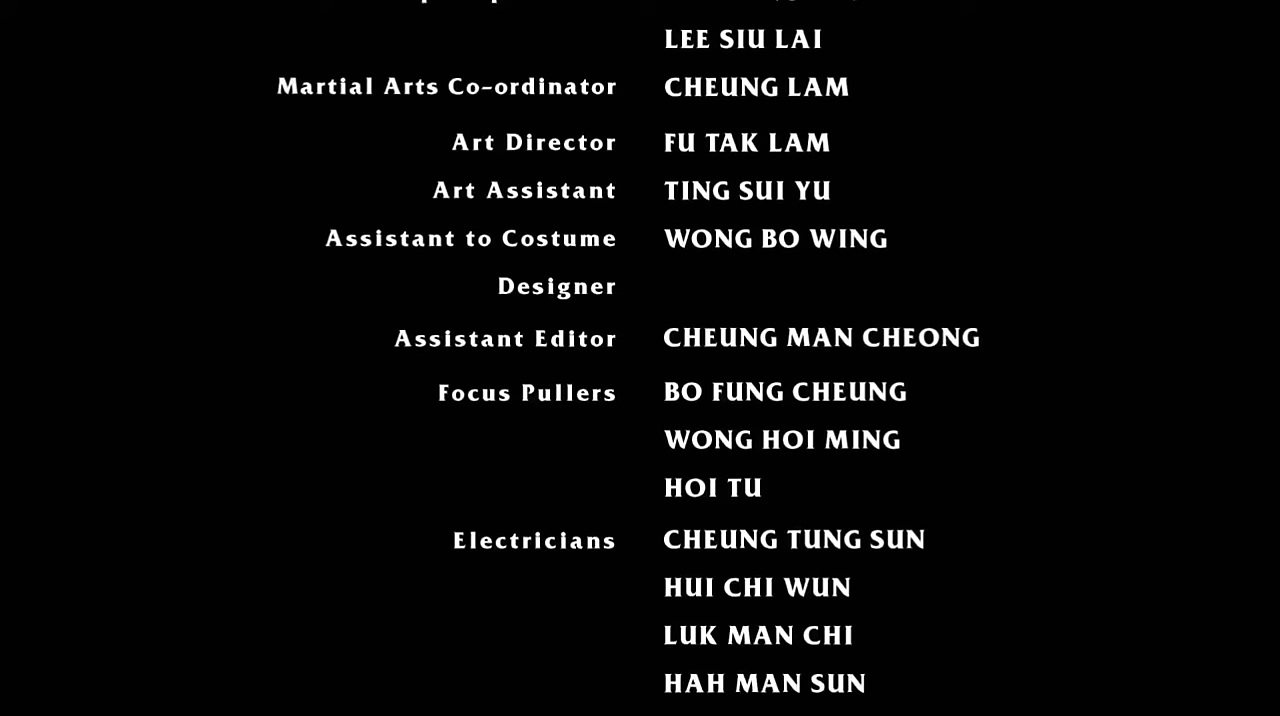 LEE SIU LAI
Martial Arts Co-ordinator CHEUNG LAM
Art Director FU TAK LAM
Art Assistant TING SUI YU
Assistant to Costume WONG BO WING
Designer
Assistant Editor CHEUNG MAN CHEONG
Focus Pullers BO FUNG CHEUNG
WONG HOI MING
HOI TU
Electricians CHEUNG TUNG SUN
HUI CHI WUN
LUK MAN CHI
HAH MAN SUN